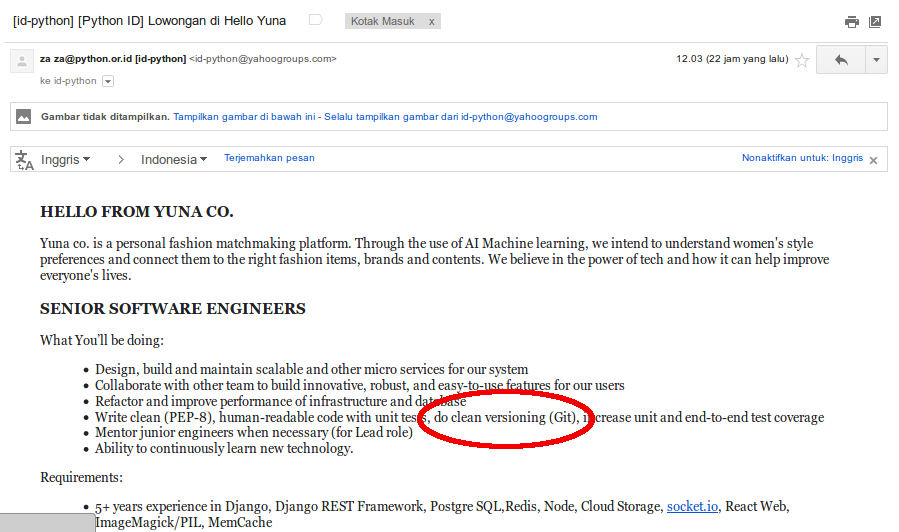 [id-python] [Python ID] Lowongan di Hello Yuna
Kotak Masuk x
za za@python.or.id [id-python] <id-python@yahoogroups.com>
12.03 (22 jam yang lalu)
ke id-python
Gambar tidak ditampilkan. Tampilkan gambar di bawah ini - Selalu tampilkan gambar dari id-python@yahoogroups.com
Inggris > Indonesia Terjemahkan pesan
Nonaktifkan untuk: Inggris x
HELLO FROM YUNA CO.
Yuna co. is a personal fashion matchmaking platform. Through the use of AI Machine learning, we intend to understand women's style
preferences and connect them to the right fashion items, brands and contents. We believe in the power of tech and how it can help improve
everyone's lives.
SENIOR SOFTWARE ENGINEERS
What You'll be doing:
• Design, build and maintain scalable and other micro services for our system
• Collaborate with other team to build innovative, robust, and easy-to-use features for our users
• Refactor and improve performance of infrastructure and database
• Write clean (PEP-8), human-readable code with unit tests, do clean versioning (Git), increase unit and end-to-end test coverage
• Mentor junior engineers when necessary (for Lead role)
• Ability to continuously learn new technology.
Requirements:
• 5+ years experience in Django, Django REST Framework, Postgre SQL,Redis, Node, Cloud Storage, socket.io, React Web,
ImageMagick/PIL, MemCache